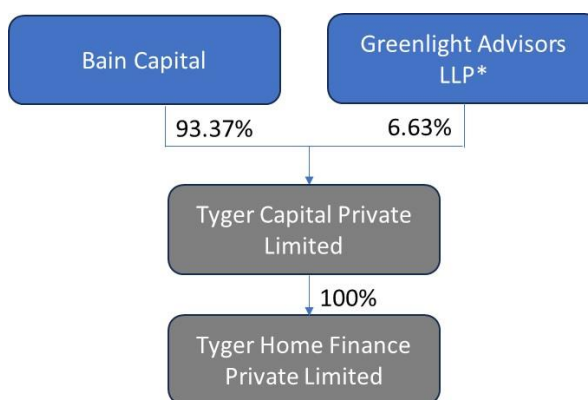 Bain Capital
Greenlight Advisors
LLP*
93.37%
6.63%
Tyger Capital Private
Limited
100%
Tyger Home Finance
Private Limited